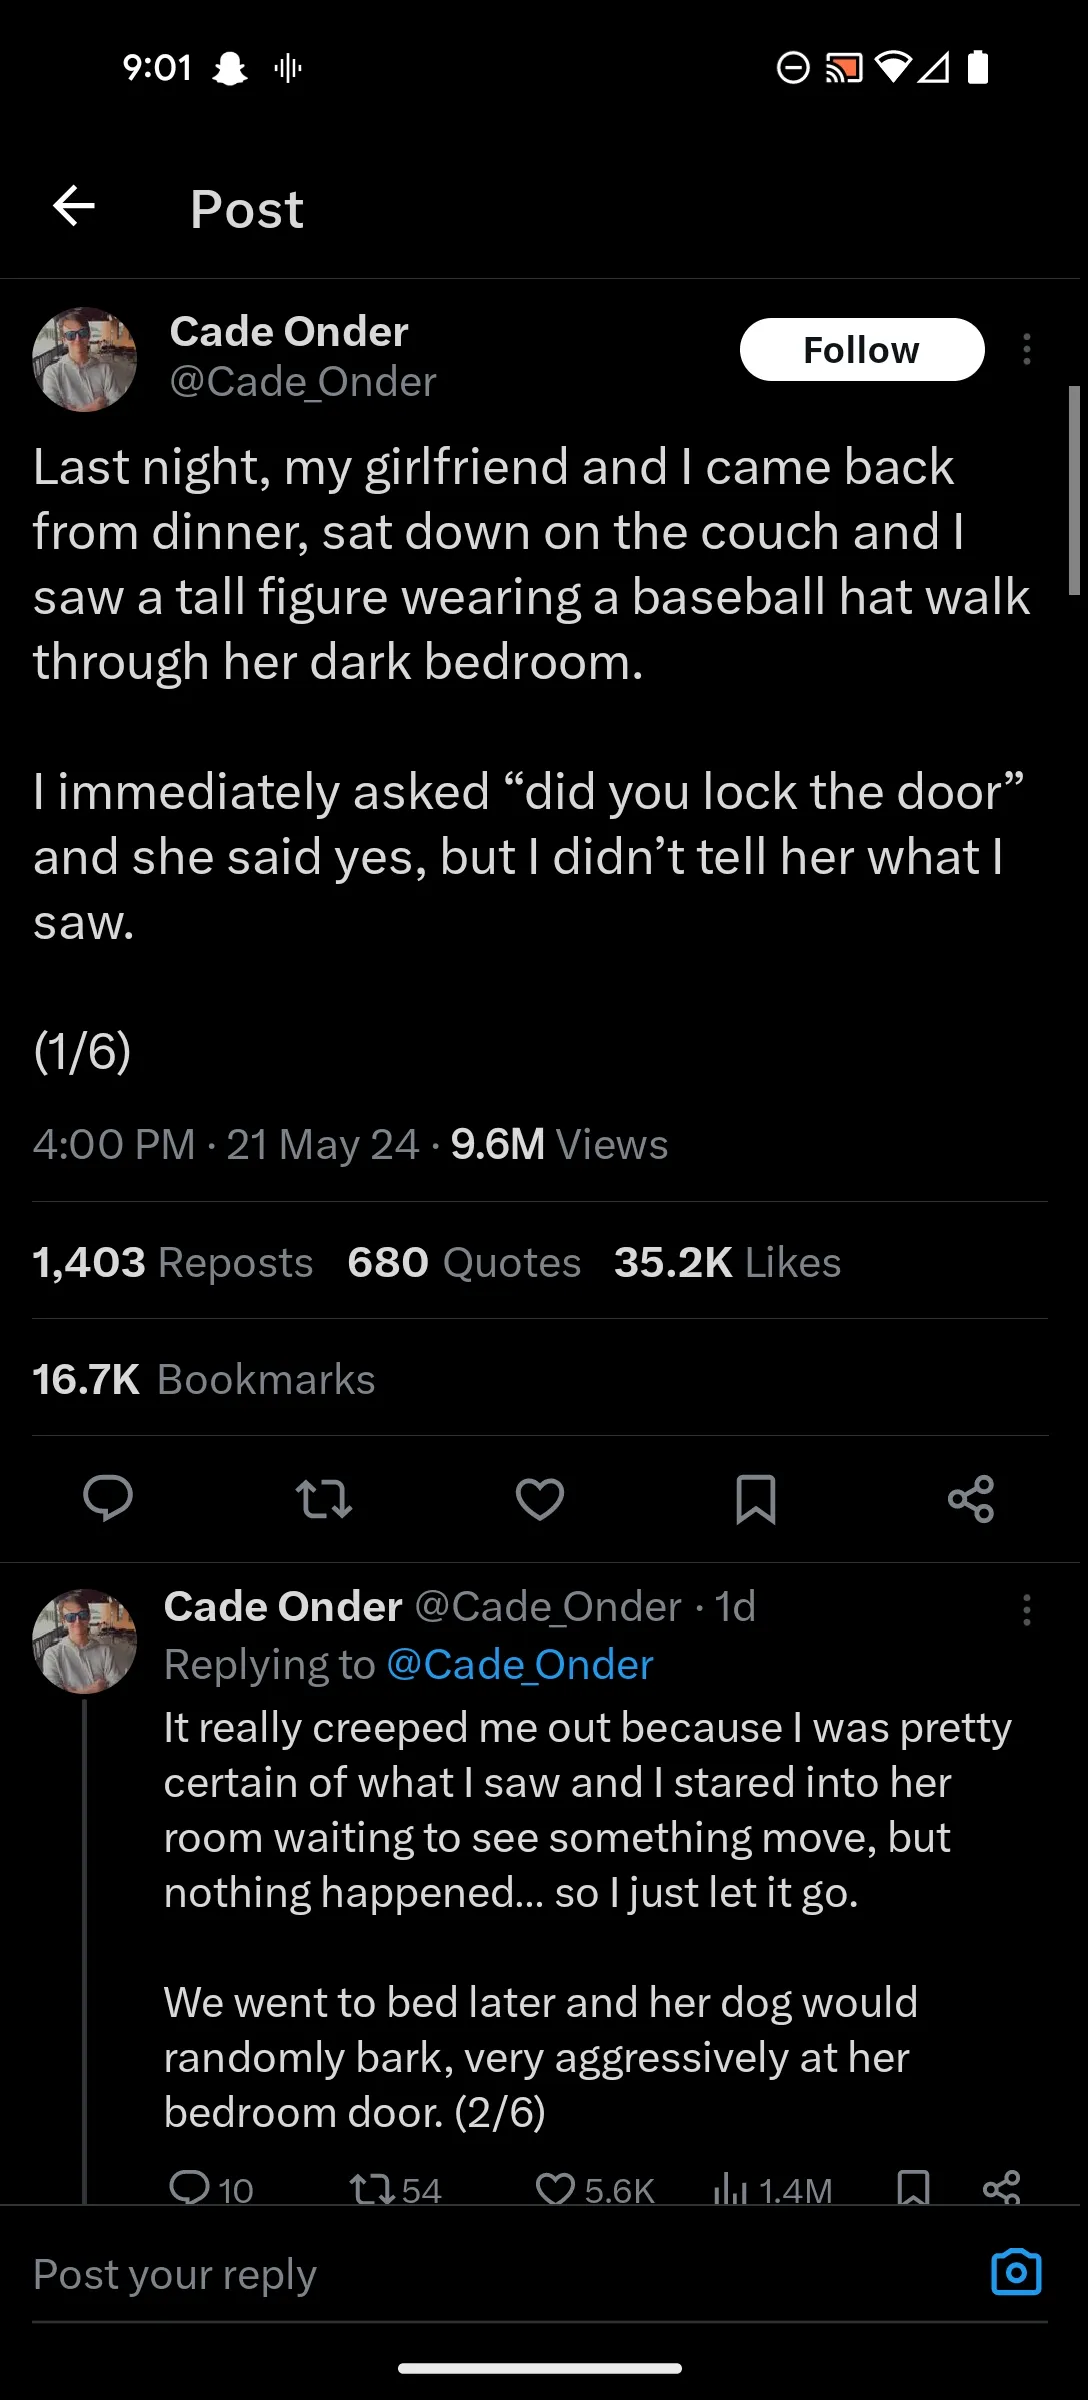 9:01
Post
Cade Onder
@Cade_Onder
Follow
Last night, my girlfriend and I came back
from dinner, sat down on the couch and I
saw a tall figure wearing a baseball hat walk
through her dark bedroom.
I immediately asked “did you lock the door”
and she said yes, but I didn’t tell her what I
saw.
(1/6)
4:00 PM · 21 May 24 · 9.6M Views
1,403 Reposts 680 Quotes 35.2K Likes
16.7K Bookmarks
Cade Onder @Cade_Onder · 1d
Replying to @Cade_Onder
It really creeped me out because I was pretty
certain of what I saw and I stared into her
room waiting to see something move, but
nothing happened... so I just let it go.
We went to bed later and her dog would
randomly bark, very aggressively at her
bedroom door. (2/6)
10 54 5.6K 1.4M
Post your reply